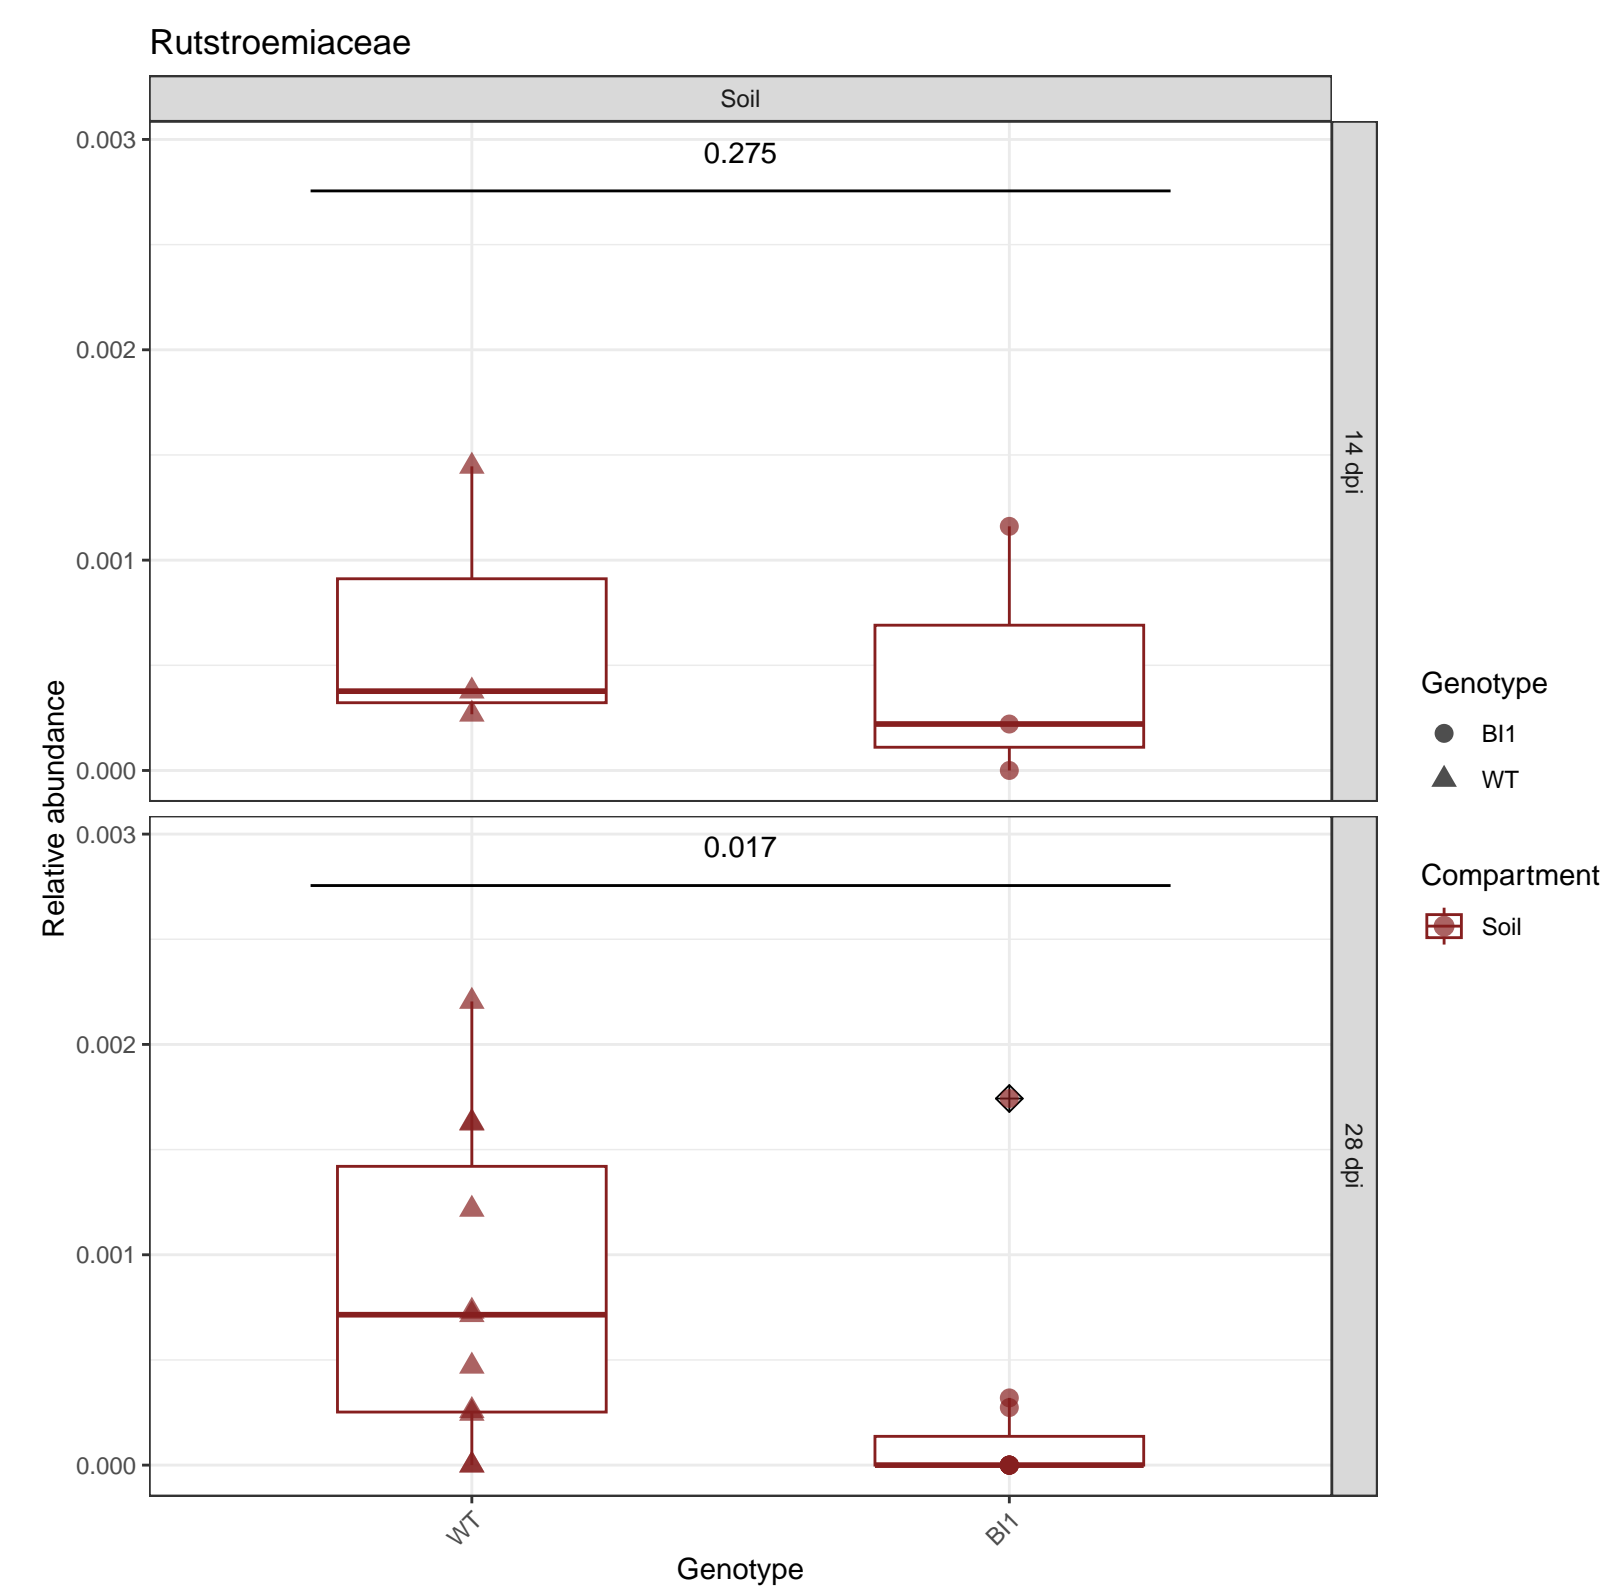 Rutstroemiaceae
Soil
0.003
0.275
0.002
0.001
0.000
14 dpi
0.003
0.017
0.002
0.001
0.000
28 dpi
Relative abundance
WT
BI1
Genotype
Genotype
BI1
WT
Compartment
Soil